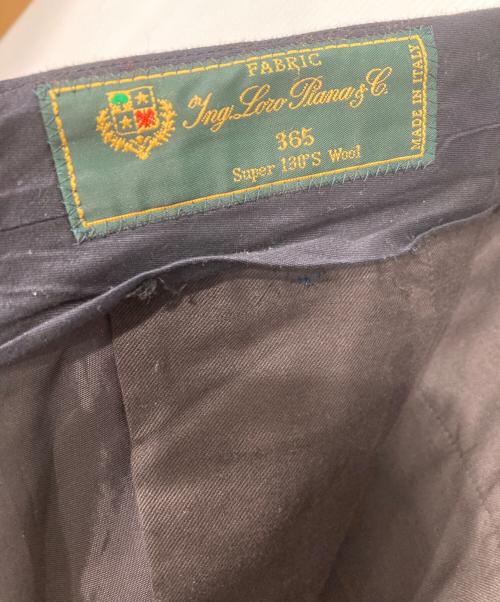 FABRIC
Ing. Loro Piana & C.
365
Super 130'S Wool
MADE IN ITALY